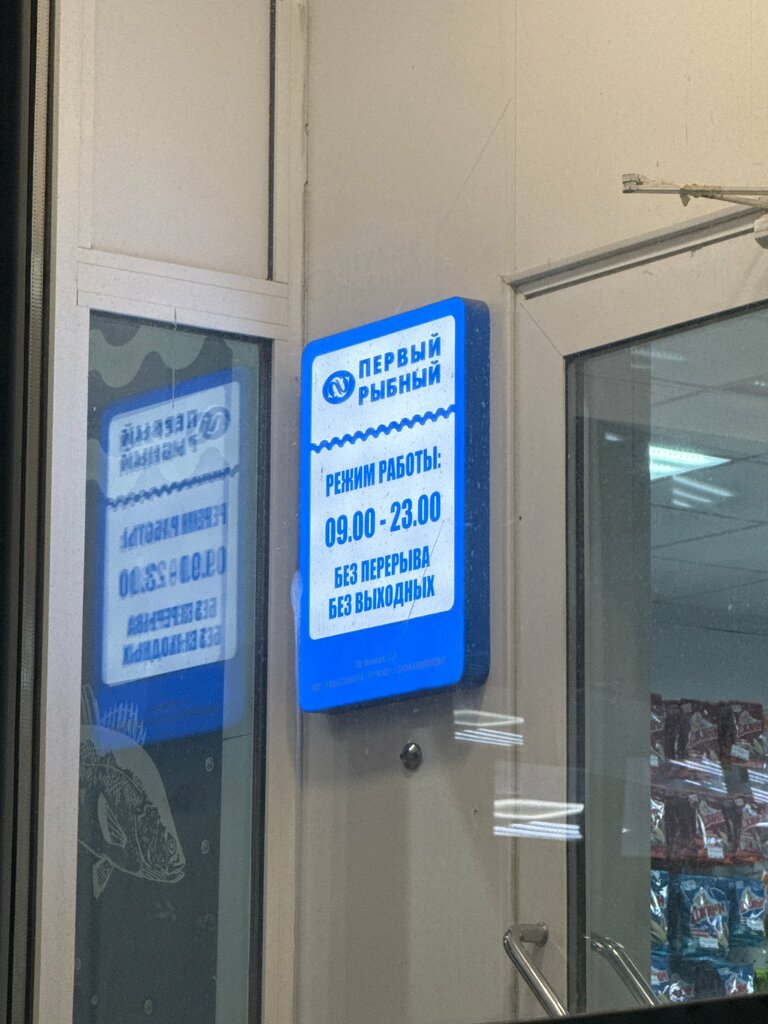 ПЕРВЫЙ
РЫБНЫЙ
РЕЖИМ РАБОТЫ:
09.00 - 23.00
БЕЗ ПЕРЕРЫВА
БЕЗ ВЫХОДНЫХ